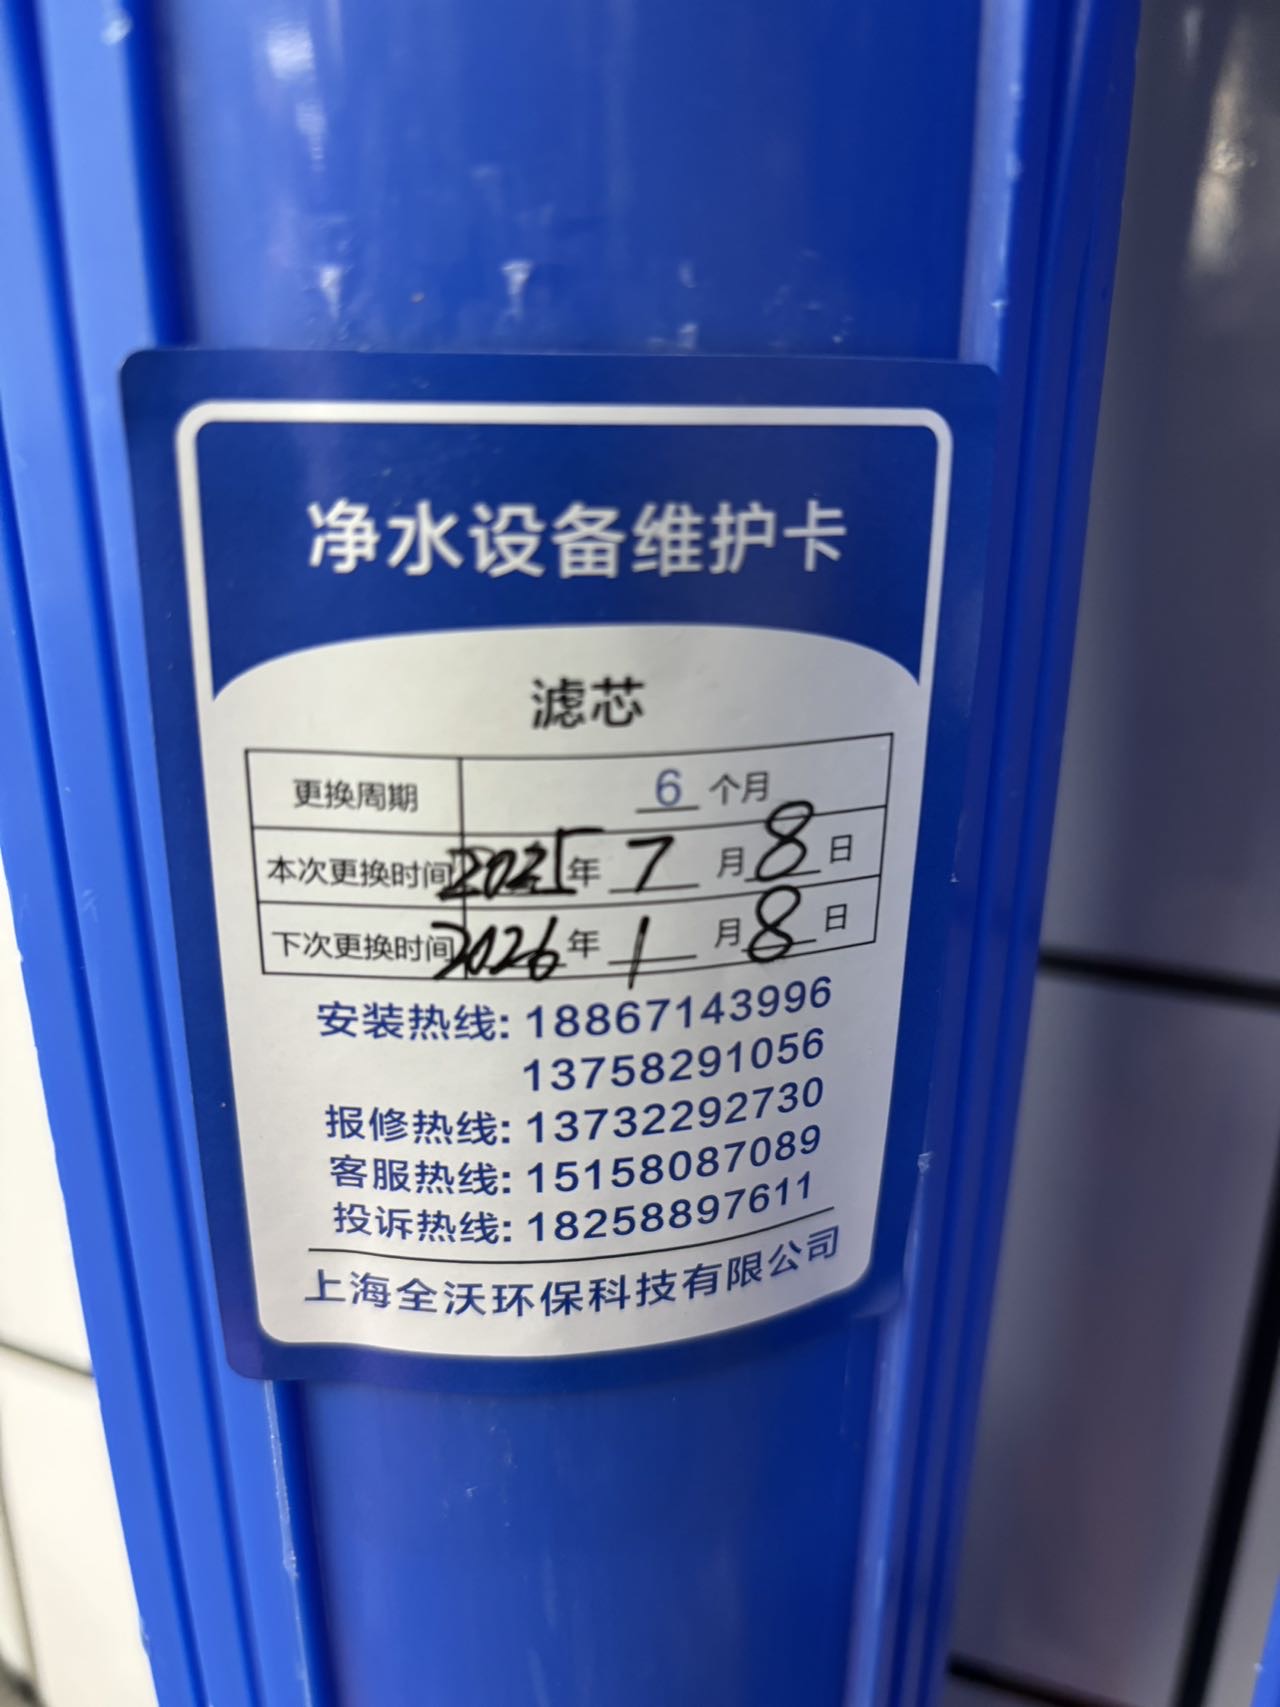 净水设备维护卡
滤芯
更换周期 6 个月
本次更换时间 2025 年 7 月 8 日
下次更换时间 2026 年 1 月 8 日
安装热线: 18867143996
13758291056
报修热线: 13732292730
客服热线: 15158087089
投诉热线: 18258897611
上海全沃环保科技有限公司